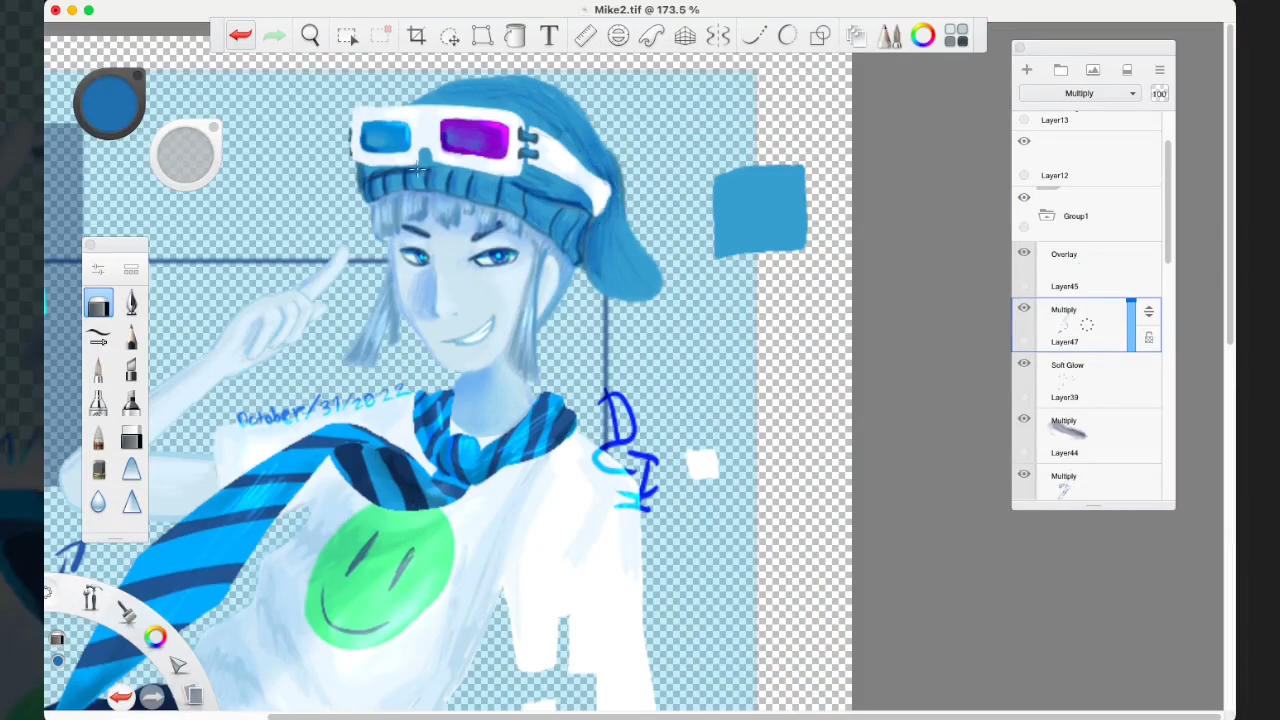 Mike2.tif @ 173.5 %
T
Multiply
100
Layer13
Layer12
Group1
Overlay
Layer45
Multiply
Layer47
Soft Glow
Layer39
Multiply
Layer44
Multiply
October/31/2022